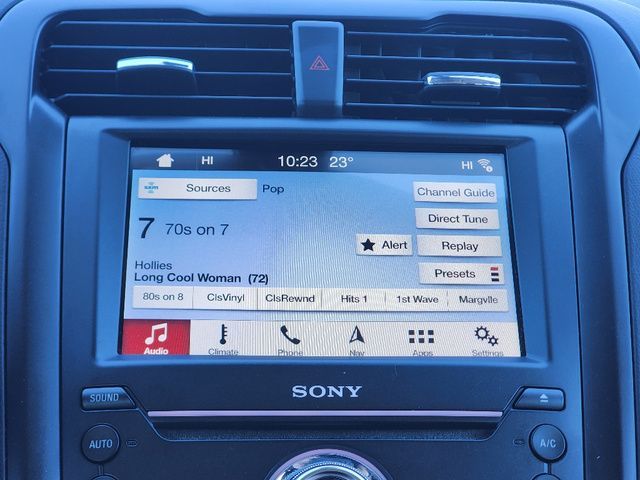 HI 10:23 23° HI
SXM Sources Pop Channel Guide
Direct Tune
7 70s on 7
Alert Replay
Hollies
Presets
Long Cool Woman (72)
80s on 8 ClsVinyl ClsRewnd Hits 1 1st Wave Margvlle
Audio Climate Phone Nav Apps Settings
SONY
SOUND
AUTO A/C